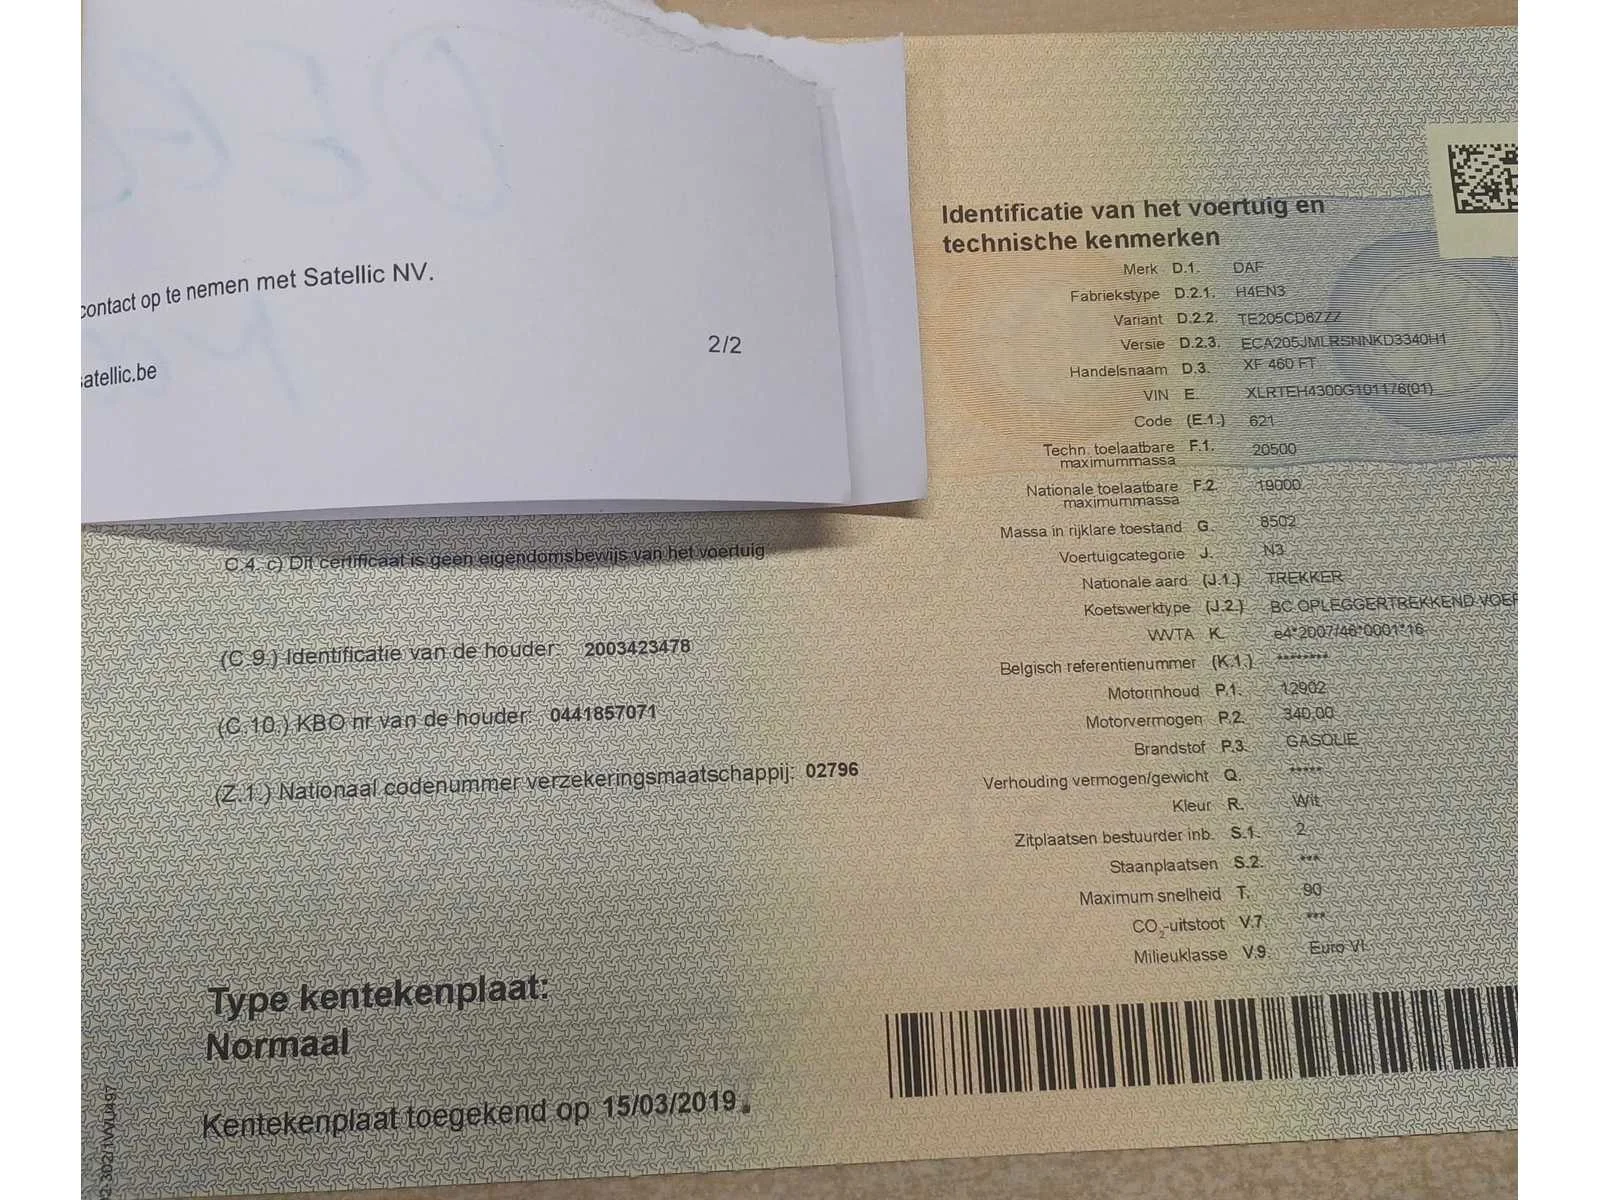 contact op te nemen met Satellic NV.
2/2
satellic.be
C.4. c) Dit certificaat is geen eigendomsbewijs van het voertuig
(C.9.) Identificatie van de houder: 2003423478
(C.10.) KBO nr van de houder: 0441857071
(Z.1.) Nationaal codenummer verzekeringsmaatschappij: 02796
Type kentekenplaat:
Normaal
Kentekenplaat toegekend op 15/03/2019.
Identificatie van het voertuig en
technische kenmerken
Merk D.1. DAF
Fabriekstype D.2.1. H4EN3
Variant D.2.2. TE205CD6ZZZ
Versie D.2.3. ECA205JMLRSNNKD3340H1
Handelsnaam D.3. XF 460 FT
VIN E. XLRTEH4300G101176(01)
Code (E.1.) 621
Techn. toelaatbare F.1. 20500
maximummassa
Nationale toelaatbare F.2. 19000
maximummassa
Massa in rijklare toestand G. 8502
Voertuigcategorie J. N3
Nationale aard (J.1.) TREKKER
Koetswerktype (J.2.) BC OPLEGGERTREKKEND VOER
WVTA K. e4*2007/46*0001*16
Belgisch referentienummer (K.1.) ********
Motorinhoud P.1. 12902
Motorvermogen P.2. 340,00
Brandstof P.3. GASOLIE
Verhouding vermogen/gewicht Q. *****
Kleur R. Wit
Zitplaatsen bestuurder inb. S.1. 2
Staanplaatsen S.2. ***
Maximum snelheid T. 90
CO2-uitstoot V.7. ***
Milieuklasse V.9. Euro VI